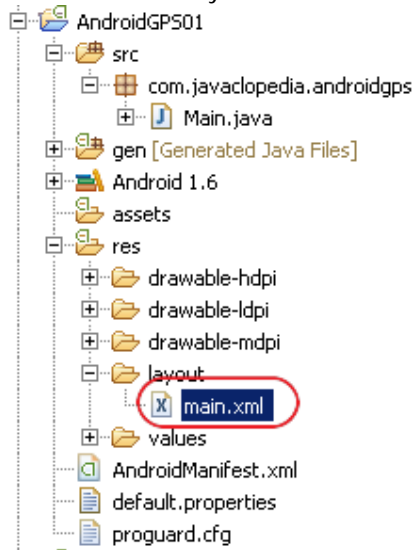 AndroidGPS01
src
com.javaclopedia.androidgps
Main.java
gen [Generated Java Files]
Android 1.6
assets
res
drawable-hdpi
drawable-ldpi
drawable-mdpi
layout
main.xml
values
AndroidManifest.xml
default.properties
proguard.cfg